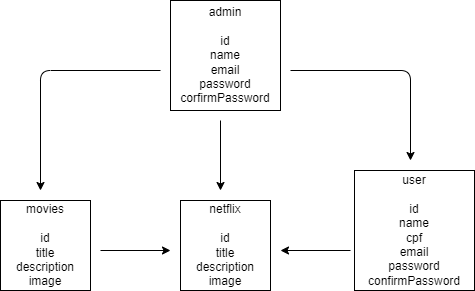 admin
id
name
email
password
corfirmPassword
movies
id
title
description
image
netflix
id
title
description
image
user
id
name
cpf
email
password
confirmPassword